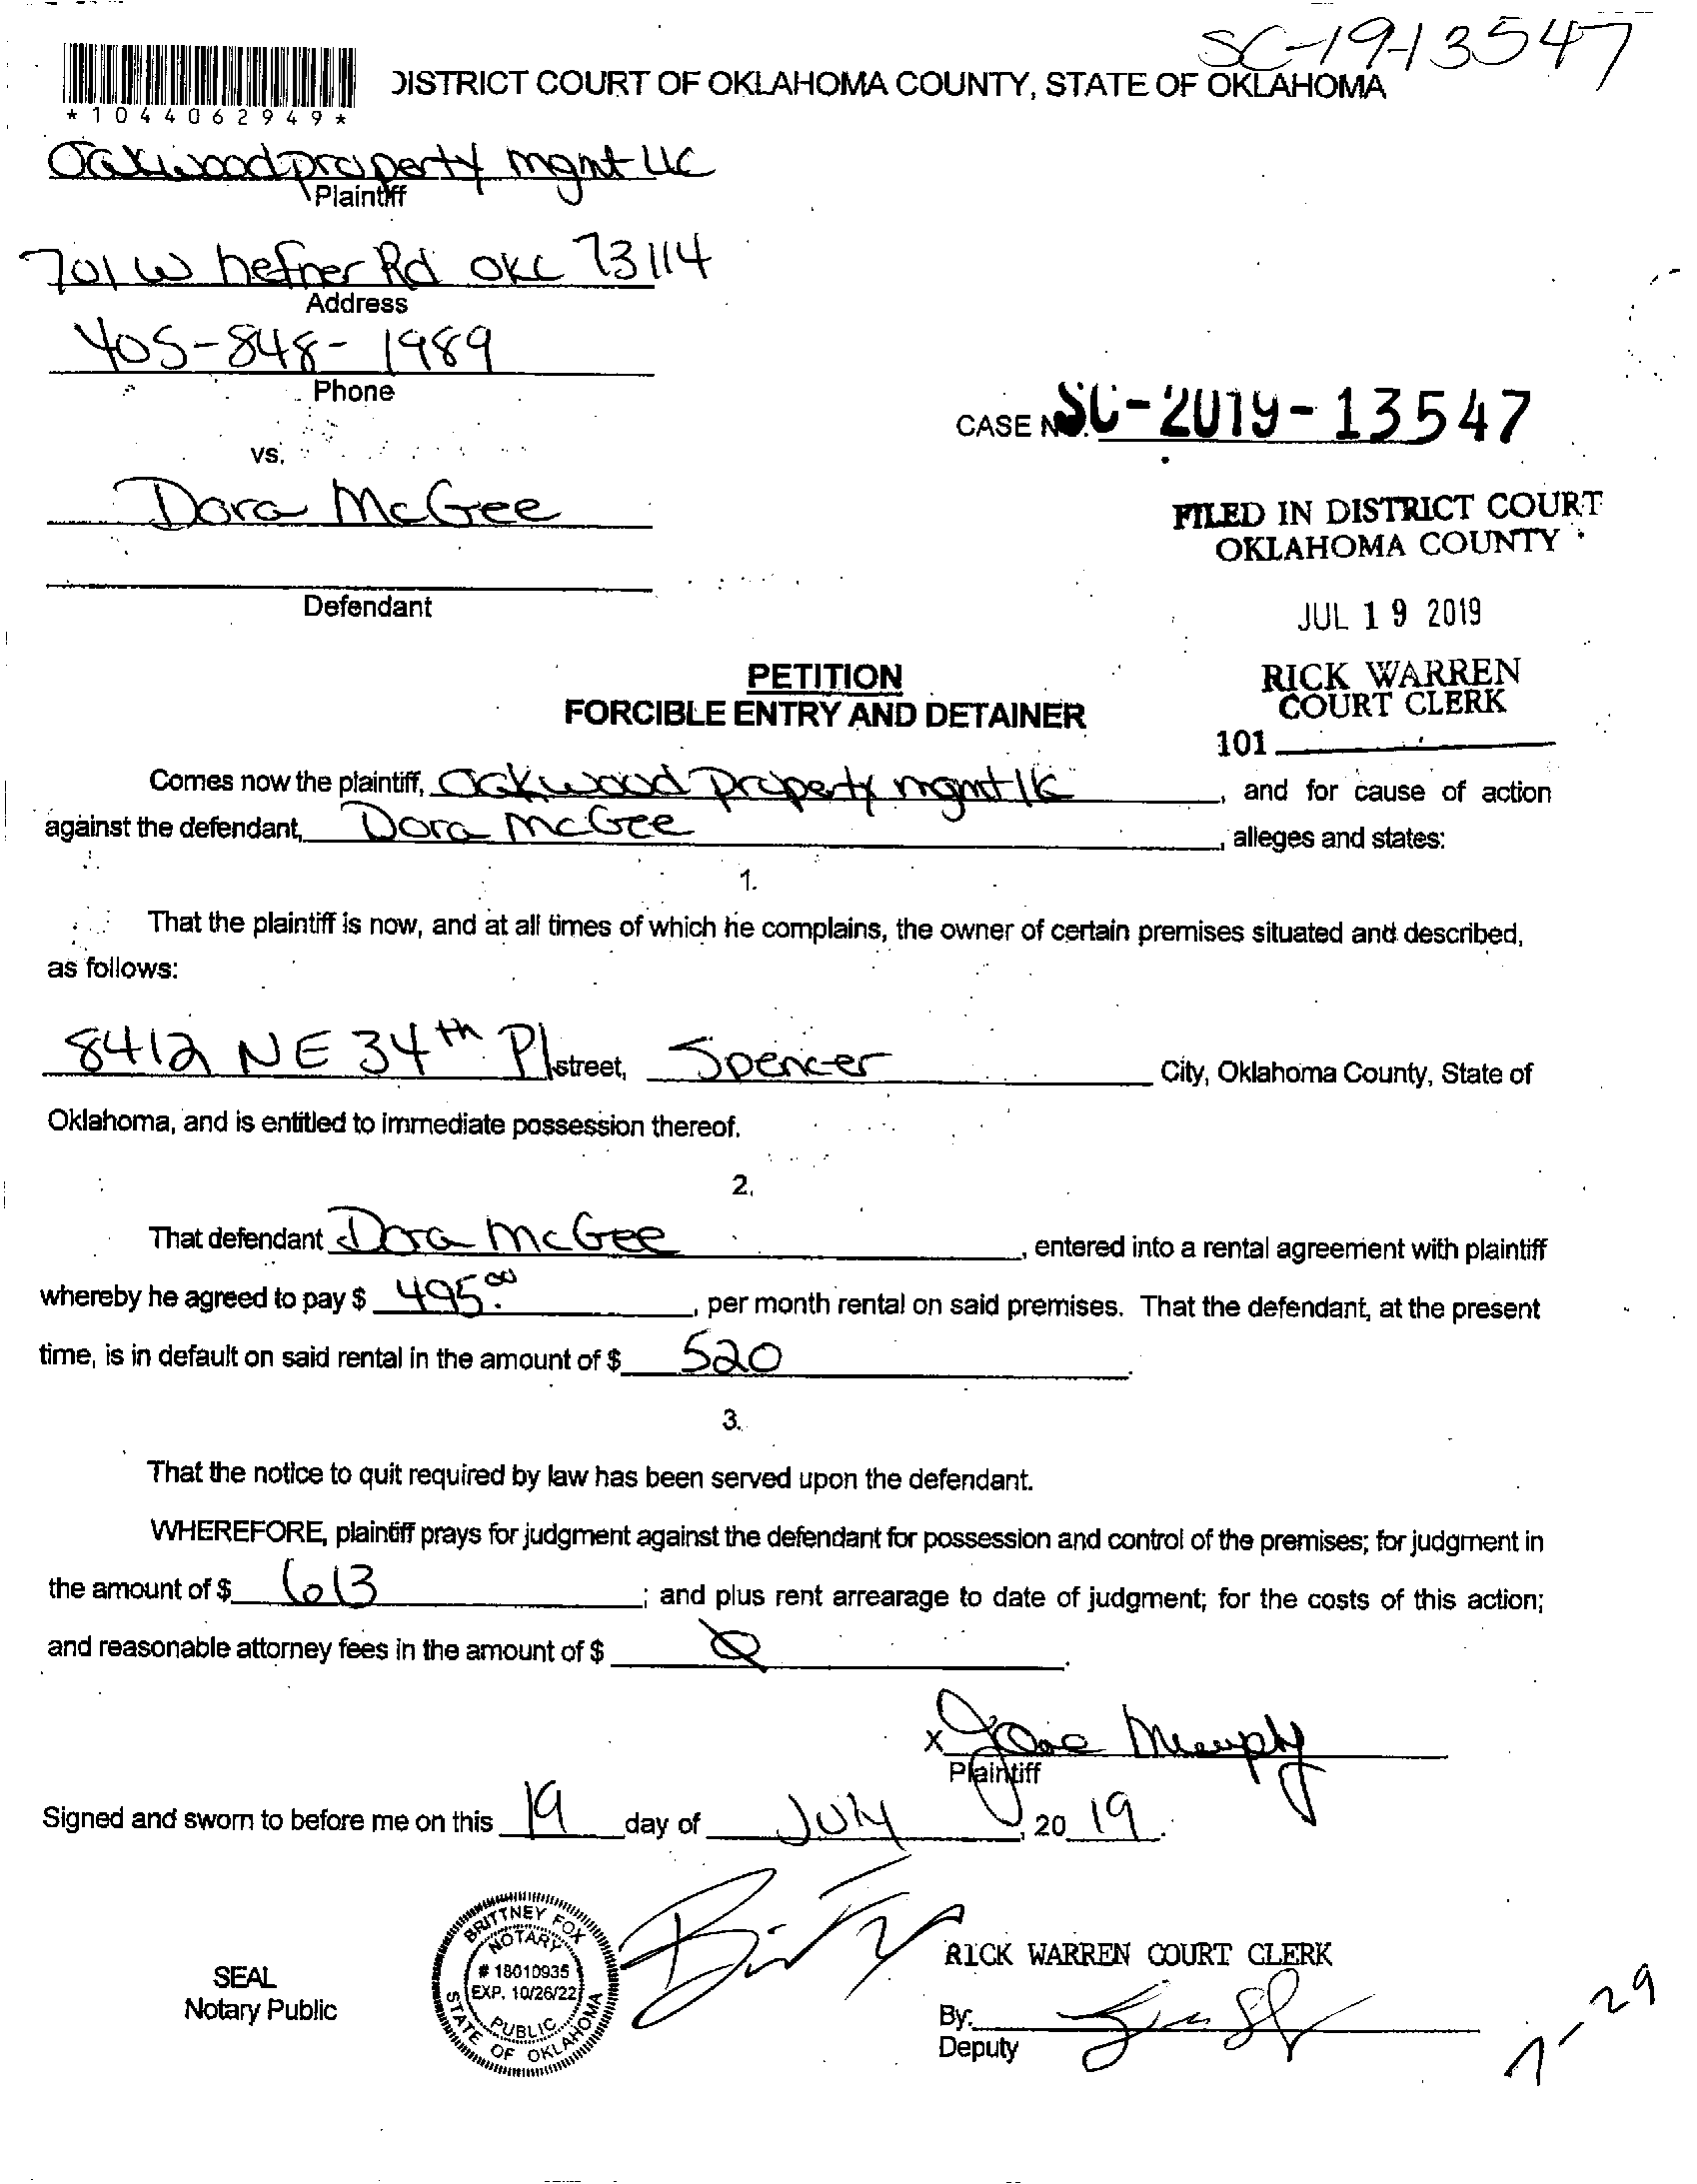 SC-19-13547
DISTRICT COURT OF OKLAHOMA COUNTY, STATE OF OKLAHOMA
*1044062949*
Oakwood property mgnt LLC
Plaintiff
701 W hefner Rd OKC 73114
Address
405-848-1989
Phone
CASE NO. SC-2019-13547
vs.
Dora McGee
FILED IN DISTRICT COURT
OKLAHOMA COUNTY
Defendant
JUL 19 2019
PETITION
FORCIBLE ENTRY AND DETAINER
RICK WARREN
COURT CLERK
101
Comes now the plaintiff, Oakwood Property mgmt llc, and for cause of action
against the defendant, Dora McGee, alleges and states:
1.
That the plaintiff is now, and at all times of which he complains, the owner of certain premises situated and described,
as follows:
8412 NE 34th Pl street, Spencer City, Oklahoma County, State of
Oklahoma, and is entitled to immediate possession thereof.
2.
That defendant Dora McGee, entered into a rental agreement with plaintiff
whereby he agreed to pay $ 495.00, per month rental on said premises. That the defendant, at the present
time, is in default on said rental in the amount of $ 520.
3.
That the notice to quit required by law has been served upon the defendant.
WHEREFORE, plaintiff prays for judgment against the defendant for possession and control of the premises; for judgment in
the amount of $ 613; and plus rent arrearage to date of judgment; for the costs of this action;
and reasonable attorney fees in the amount of $ 0.
x
Plaintiff
Signed and sworn to before me on this 19 day of July, 2019.
BRITTNEY FOX
NOTARY
# 18010935
EXP. 10/26/22
PUBLIC
STATE OF OKLAHOMA
SEAL
Notary Public
RICK WARREN COURT CLERK
By:
Deputy
7-29